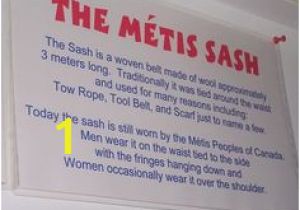 THE MÉTIS SASH
The Sash is a woven belt made of wool approximately
3 meters long. Traditionally it was tied around the waist
and used for many reasons including:
Tow Rope, Tool Belt, and Scarf just to name a few.
Today the sash is still worn by the Métis Peoples of Canada.
Men wear it on the waist tied to the side
with the fringes hanging down and
Women occasionally wear it over the shoulder.
1